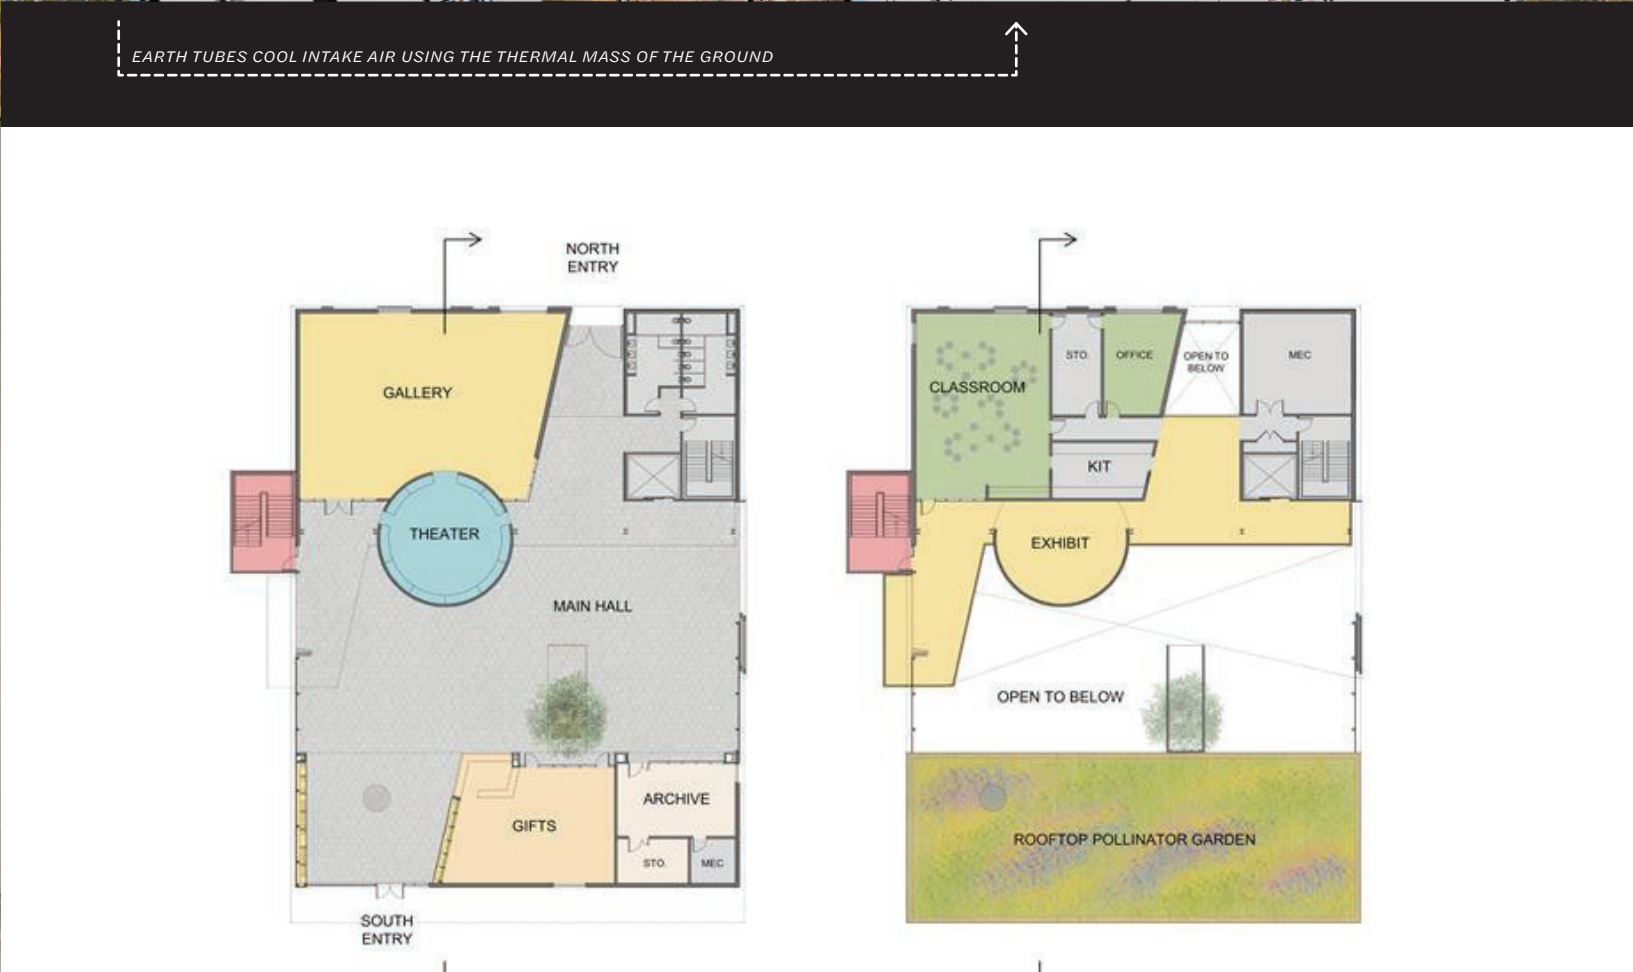 EARTH TUBES COOL INTAKE AIR USING THE THERMAL MASS OF THE GROUND
NORTH
ENTRY
GALLERY
THEATER
MAIN HALL
GIFTS
ARCHIVE
STO.
MEC
SOUTH
ENTRY
CLASSROOM
STO.
OFFICE
OPEN TO
BELOW
MEC
KIT
EXHIBIT
OPEN TO BELOW
ROOFTOP POLLINATOR GARDEN